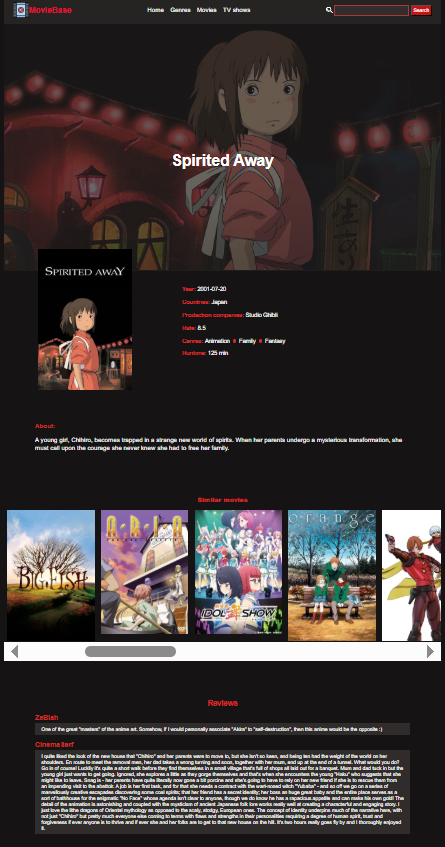 MovieBase
Home Genres Movies TV shows
Search
Spirited Away
SPIRITED AWAY
Year: 2001-07-20
Countries: Japan
Production companies: Studio Ghibli
Rate: 8.5
Genres: Animation Family Fantasy
Runtime: 125 min
About:
A young girl, Chihiro, becomes trapped in a strange new world of spirits. When her parents undergo a mysterious transformation, she
must call upon the courage she never knew she had to free her family.
Similar movies
BIG FISH
ARIA
IDOL SHOW
orange
Reviews
ZeBlah
One of the great "masters" of the anime art. Somehow, if I would personally associate "Akira" to "self-destruction", then this anime would be the opposite :)
CinemaSerf
I quite liked the look of the new house that "Chihiro" and her parents were to move to, but she isn't so keen, and being ten had the weight of the world on her
shoulders. En route to meet the removal men, her dad takes a wrong turning and soon, together with her mum, end up at the end of a tunnel. What would you do?
Go in of course! Luckily it's quite a short walk before they find themselves in a small village that's full of shops all laid out for a banquet. Mum and dad tuck in but the
young girl just wants to get going. Ignored, she explores a little as they gorge themselves and that's when she encounters the young "Haku" who suggests that she
might like to leave. Snag is - her parents have quite literally now gone a bit porcine and she's going to have to rely on her new friend if she is to rescue them from
an impending visit to the abattoir. A job is her first task, and for that she needs a contract with the wart-nosed witch "Yubaba" - and so off we go on a series of
marvellously creative escapades discovering some coal spirits; that her friend has a secret identity; her boss as huge great baby and the entire place serves as a
sort of bathhouse for the enigmatic "No Face" whose agenda isn't clear to anyone, though we do know he has a rapacious appetite and can make his own gold! The
detail of the animation is astonishing and coupled with the mysticism of ancient Japanese folk lore works really well at creating a characterful and engaging story. I
just love the little dragons of Oriental mythology as opposed to the scaly, stodgy, European ones. The concept of identity underpins much of the narrative here, with
not just "Chihiro" but pretty much everyone else coming to terms with flaws and strengths in their personalities requiring a degree of human spirit, trust and
forgiveness if ever anyone is to thrive and if ever she and her folks are to get to that new house on the hill. It's two hours really goes fly by and I thoroughly enjoyed
it.